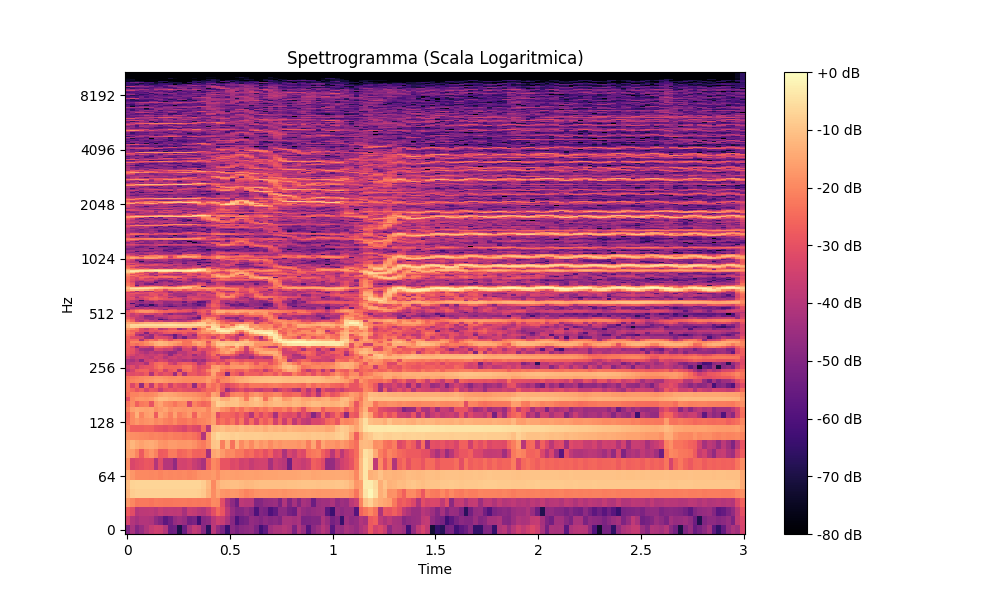 Spettrogramma (Scala Logaritmica)
Hz
8192
4096
2048
1024
512
256
128
64
0
0
0.5
1
1.5
2
2.5
3
Time
+0 dB
-10 dB
-20 dB
-30 dB
-40 dB
-50 dB
-60 dB
-70 dB
-80 dB